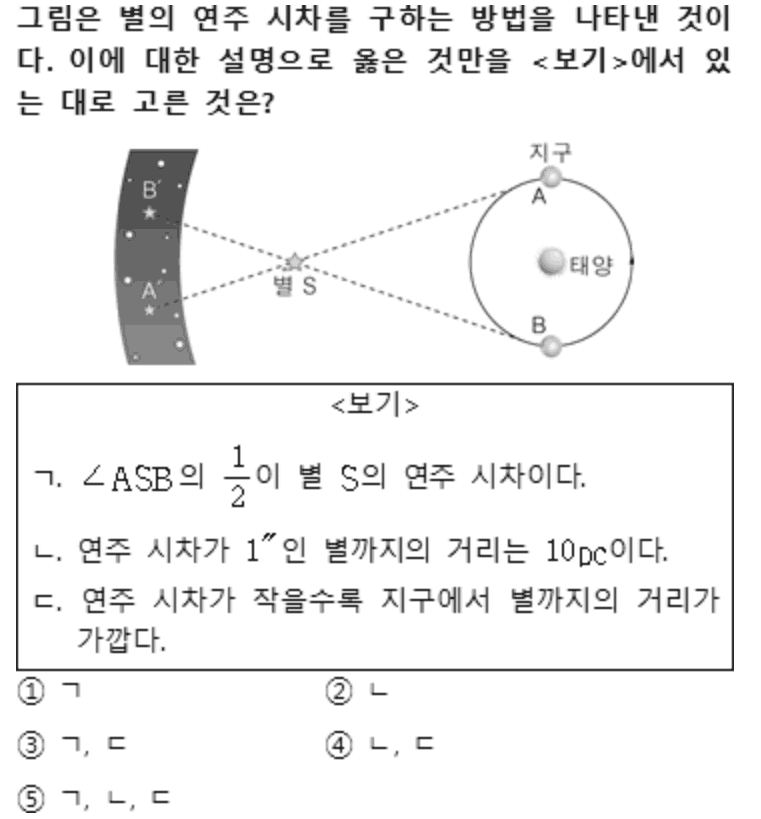 그림은 별의 연주 시차를 구하는 방법을 나타낸 것이
다. 이에 대한 설명으로 옳은 것만을 <보기>에서 있
는 대로 고른 것은?
지구
B′
A
태양
별 S
A′
B
<보기>
ㄱ. ∠ASB의 1/2이 별 S의 연주 시차이다.
ㄴ. 연주 시차가 1″인 별까지의 거리는 10pc이다.
ㄷ. 연주 시차가 작을수록 지구에서 별까지의 거리가
가깝다.
① ㄱ ② ㄴ
③ ㄱ, ㄷ ④ ㄴ, ㄷ
⑤ ㄱ, ㄴ, ㄷ